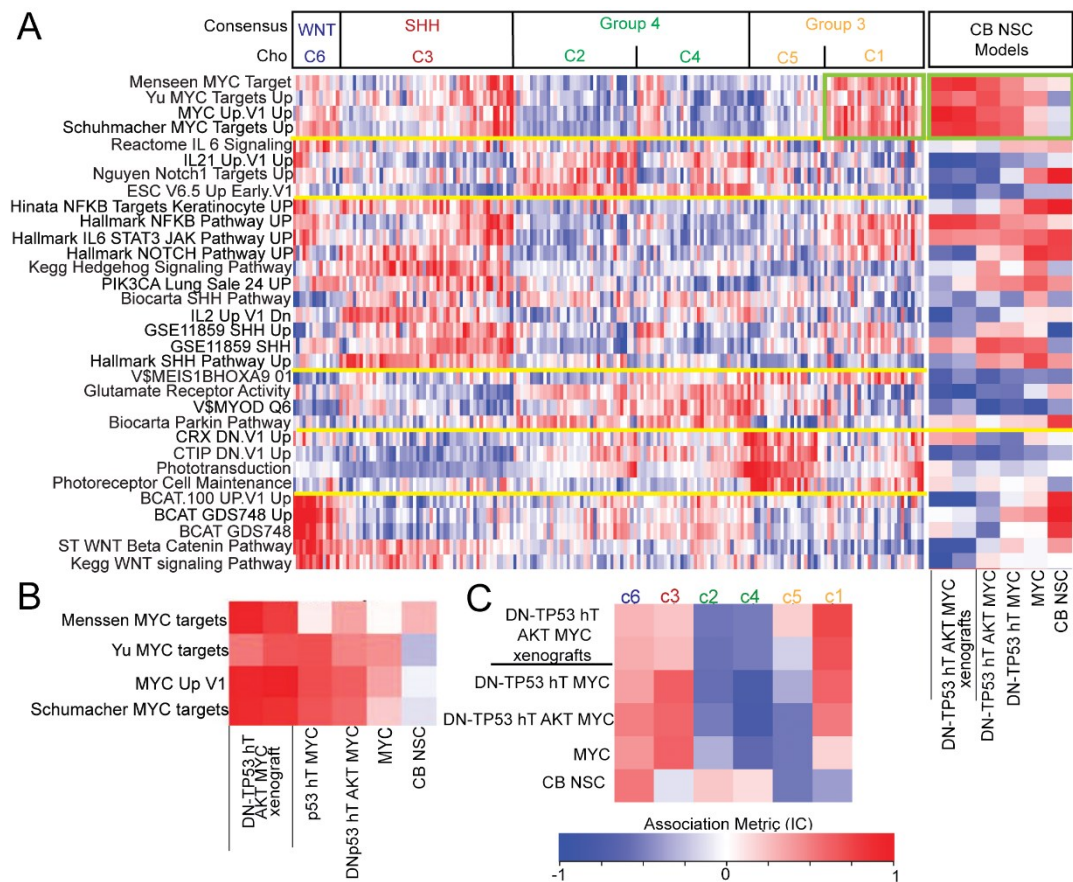 A
Consensus WNT SHH Group 4 Group 3 CB NSC
Cho C6 C3 C2 C4 C5 C1 Models
Menseen MYC Target
Yu MYC Targets Up
MYC Up.V1 Up
Schuhmacher MYC Targets Up
Reactome IL 6 Signaling
IL21 Up.V1 Up
Nguyen Notch1 Targets Up
ESC V6.5 Up Early.V1
Hinata NFKB Targets Keratinocyte UP
Hallmark NFKB Pathway UP
Hallmark IL6 STAT3 JAK Pathway UP
Hallmark NOTCH Pathway UP
Kegg Hedgehog Signaling Pathway
PIK3CA Lung Sale 24 UP
Biocarta SHH Pathway
IL2 Up V1 Dn
GSE11859 SHH Up
GSE11859 SHH
Hallmark SHH Pathway Up
V$MEIS1BHOXA9 01
Glutamate Receptor Activity
V$MYOD Q6
Biocarta Parkin Pathway
CRX DN.V1 Up
CTIP DN.V1 Up
Phototransduction
Photoreceptor Cell Maintenance
BCAT.100 UP.V1 Up
BCAT GDS748 Up
BCAT GDS748
ST WNT Beta Catenin Pathway
Kegg WNT signaling Pathway
DN-TP53 hT AKT MYC
xenografts
DN-TP53 hT AKT MYC
DN-TP53 hT MYC
MYC
CB NSC
B
Menssen MYC targets
Yu MYC targets
MYC Up V1
Schumacher MYC targets
DN-TP53 hT
AKT MYC
xenograft
p53 hT MYC
DNp53 hT AKT MYC
MYC
CB NSC
C
c6 c3 c2 c4 c5 c1
DN-TP53 hT
AKT MYC
xenografts
DN-TP53 hT MYC
DN-TP53 hT AKT MYC
MYC
CB NSC
Association Metric (IC)
-1 0 1